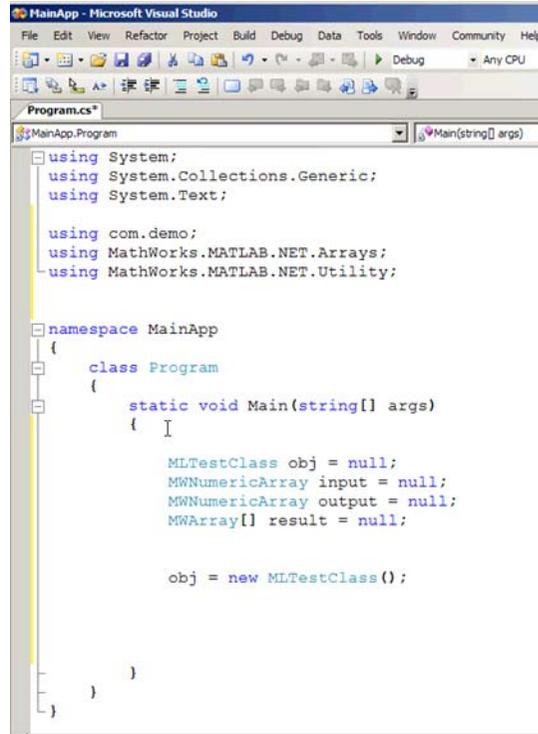 MainApp - Microsoft Visual Studio
File Edit View Refactor Project Build Debug Data Tools Window Community Help
Debug Any CPU
Program.cs*
MainApp.Program Main(string[] args)
using System;
using System.Collections.Generic;
using System.Text;
using com.demo;
using MathWorks.MATLAB.NET.Arrays;
using MathWorks.MATLAB.NET.Utility;
namespace MainApp
{
class Program
{
static void Main(string[] args)
{
MLTestClass obj = null;
MWNumericArray input = null;
MWNumericArray output = null;
MWArray[] result = null;
obj = new MLTestClass();
}
}
}